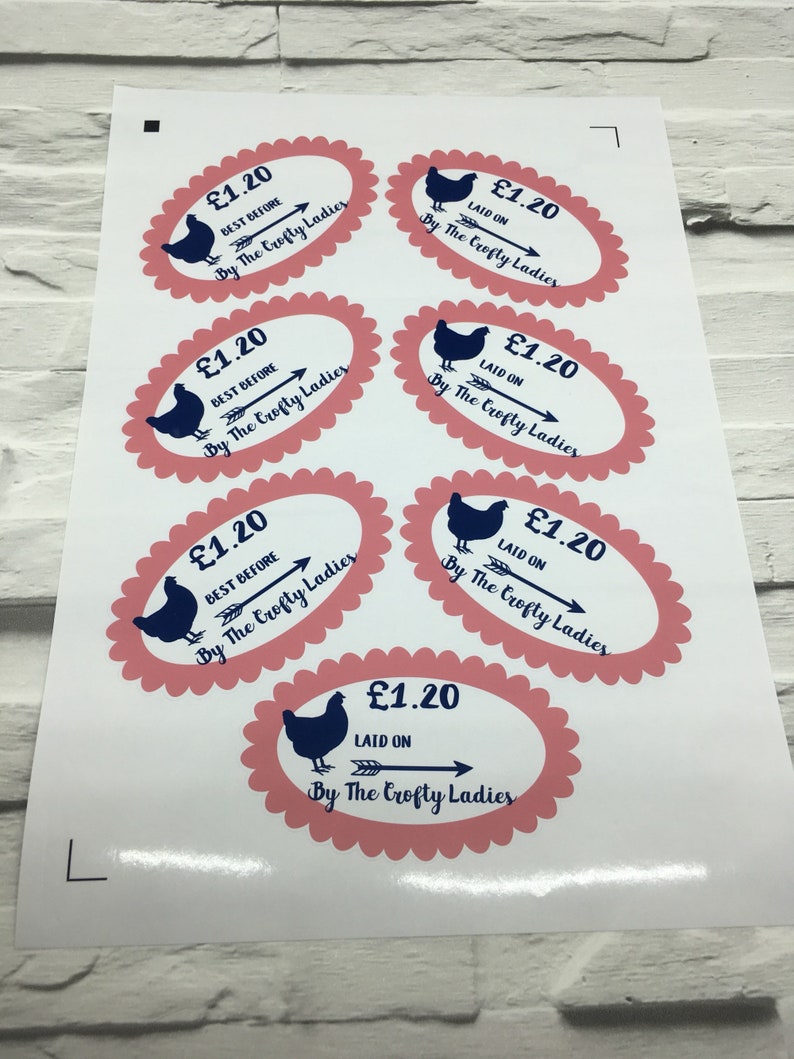 £1.20
BEST BEFORE
By The Crofty Ladies
£1.20
LAID ON
By The Crofty Ladies
£1.20
BEST BEFORE
By The Crofty Ladies
£1.20
LAID ON
By The Crofty Ladies
£1.20
BEST BEFORE
By The Crofty Ladies
£1.20
LAID ON
By The Crofty Ladies
£1.20
LAID ON
By The Crofty Ladies